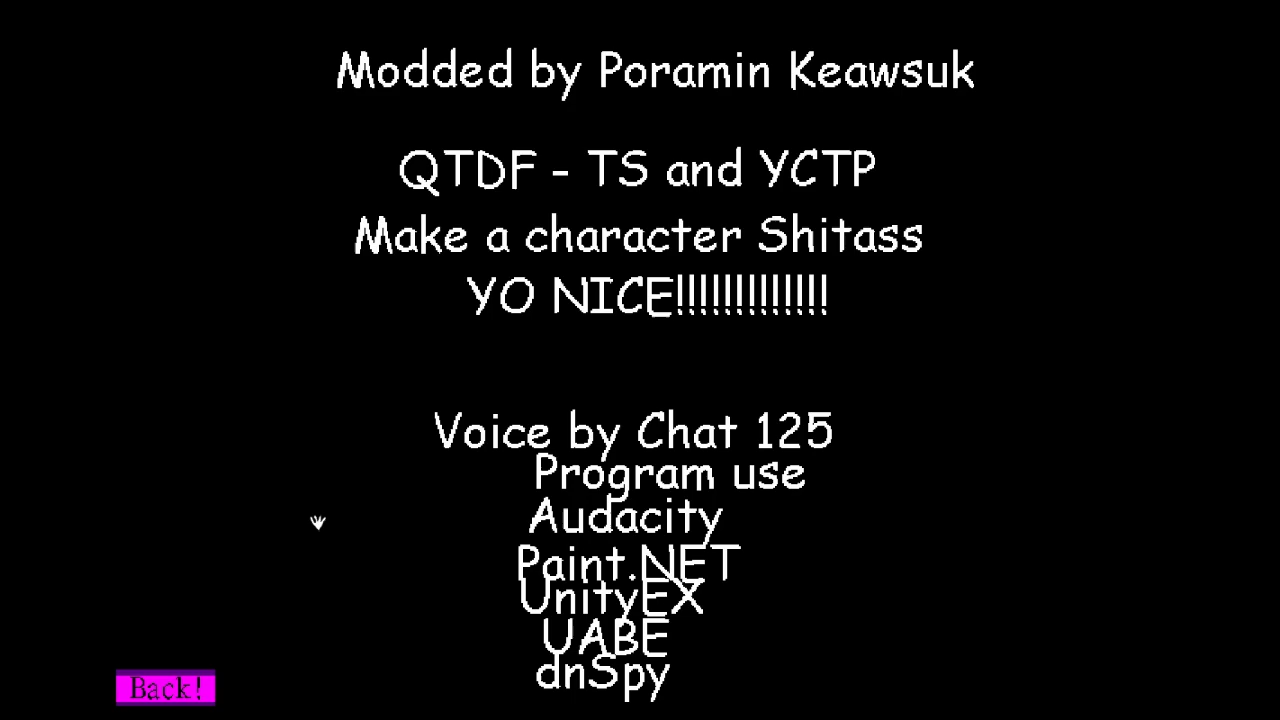 Modded by Poramin Keawsuk
QTDF - TS and YCTP
Make a character Shitass
YO NICE!!!!!!!!!!!!!
Voice by Chat 125
Program use
Audacity
Paint.NET
UnityEX
UABE
dnSpy
Back!